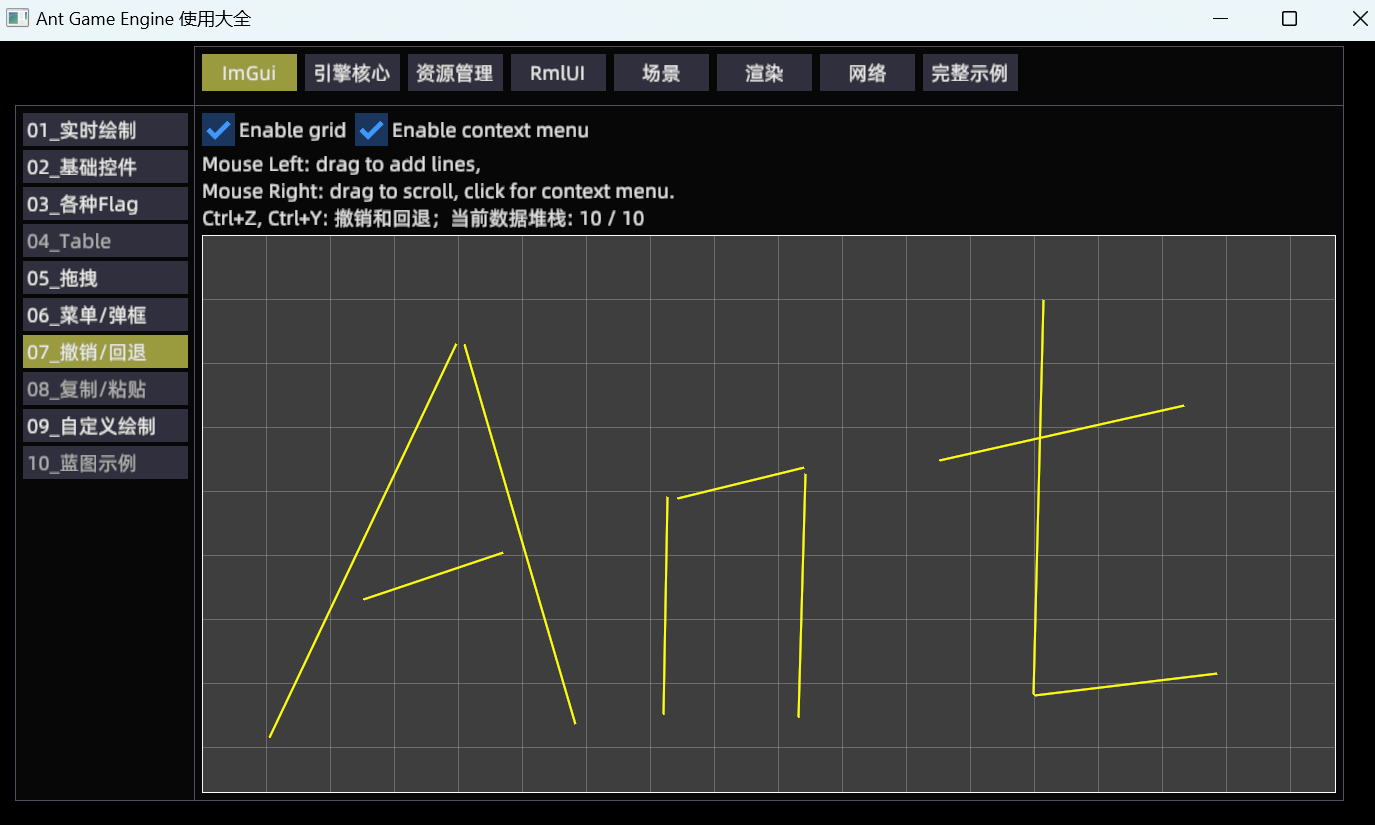 Ant Game Engine 使用大全
ImGui 引擎核心 资源管理 RmlUI 场景 渲染 网络 完整示例
01_实时绘制
02_基础控件
03_各种Flag
04_Table
05_拖拽
06_菜单/弹框
07_撤销/回退
08_复制/粘贴
09_自定义绘制
10_蓝图示例
Enable grid Enable context menu
Mouse Left: drag to add lines,
Mouse Right: drag to scroll, click for context menu.
Ctrl+Z, Ctrl+Y: 撤销和回退；当前数据堆栈: 10 / 10
Ant